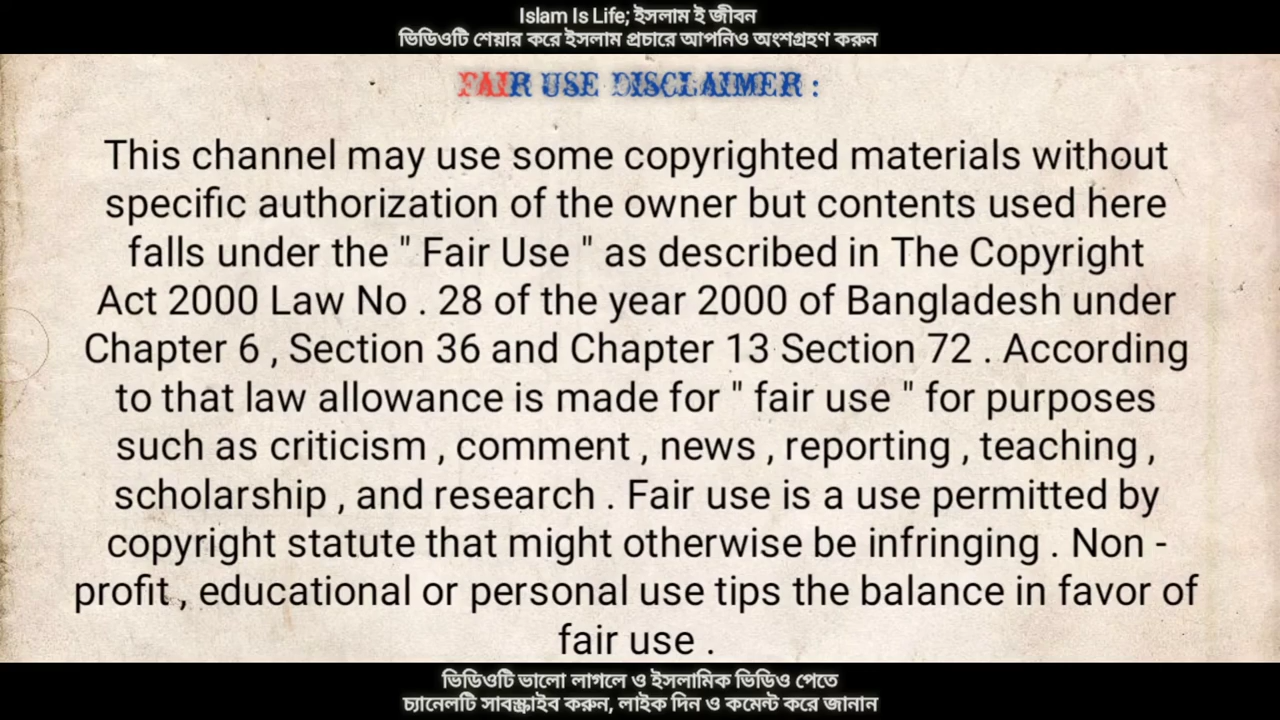 Islam Is Life; ইসলাম ই জীবন
ভিডিওটি শেয়ার করে ইসলাম প্রচারে আপনিও অংশগ্রহণ করুন
FAIR USE DISCLAIMER :
This channel may use some copyrighted materials without
specific authorization of the owner but contents used here
falls under the " Fair Use " as described in The Copyright
Act 2000 Law No . 28 of the year 2000 of Bangladesh under
Chapter 6 , Section 36 and Chapter 13 Section 72 . According
to that law allowance is made for " fair use " for purposes
such as criticism , comment , news , reporting , teaching ,
scholarship , and research . Fair use is a use permitted by
copyright statute that might otherwise be infringing . Non -
profit , educational or personal use tips the balance in favor of
fair use .
ভিডিওটি ভালো লাগলে ও ইসলামিক ভিডিও পেতে
চ্যানেলটি সাবস্ক্রাইব করুন, লাইক দিন ও কমেন্ট করে জানান